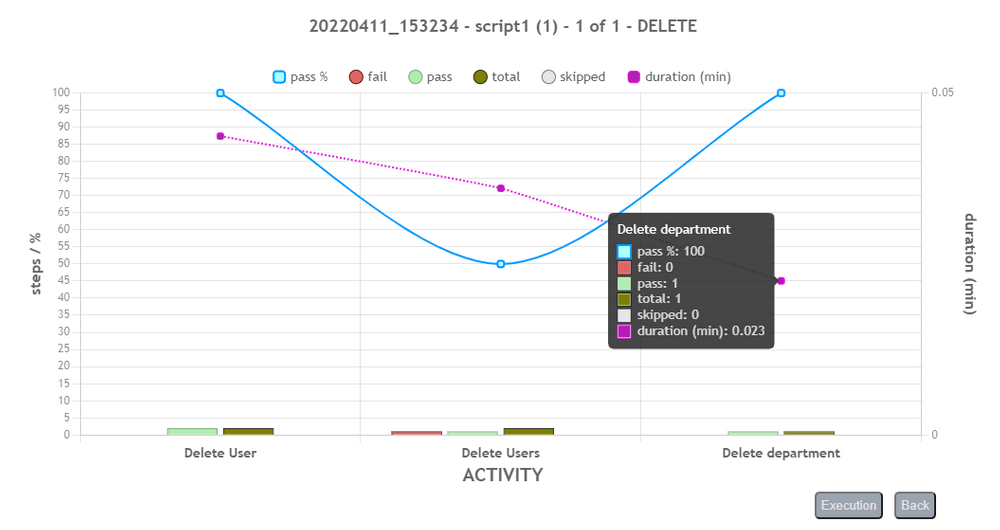 20220411_153234 - script1 (1) - 1 of 1 - DELETE
pass % fail pass total skipped duration (min)
100
95
90
85
80
75
70
65
60
55
50
45
40
35
30
25
20
15
10
5
0
steps / %
0.05
0
duration (min)
Delete department
pass %: 100
fail: 0
pass: 1
total: 1
skipped: 0
duration (min): 0.023
Delete User Delete Users Delete department
ACTIVITY
Execution Back